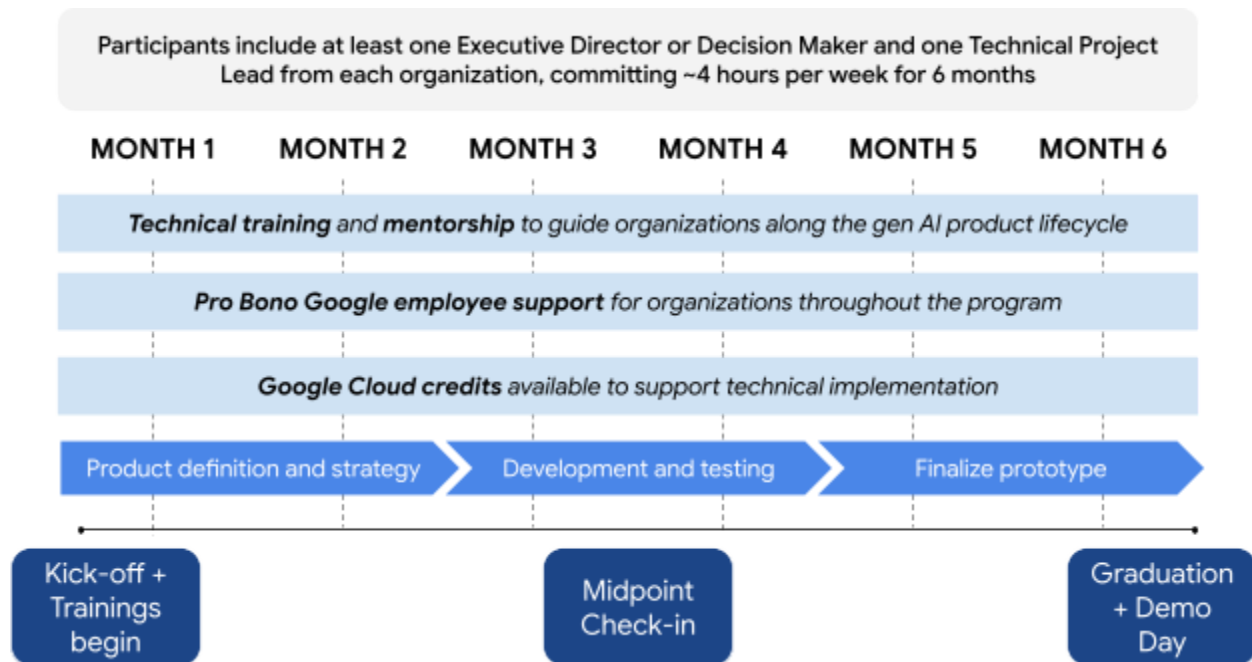 Participants include at least one Executive Director or Decision Maker and one Technical Project
Lead from each organization, committing ~4 hours per week for 6 months
MONTH 1 MONTH 2 MONTH 3 MONTH 4 MONTH 5 MONTH 6
Technical training and mentorship to guide organizations along the gen AI product lifecycle
Pro Bono Google employee support for organizations throughout the program
Google Cloud credits available to support technical implementation
Product definition and strategy
Development and testing
Finalize prototype
Kick-off +
Trainings
begin
Midpoint
Check-in
Graduation
+ Demo
Day